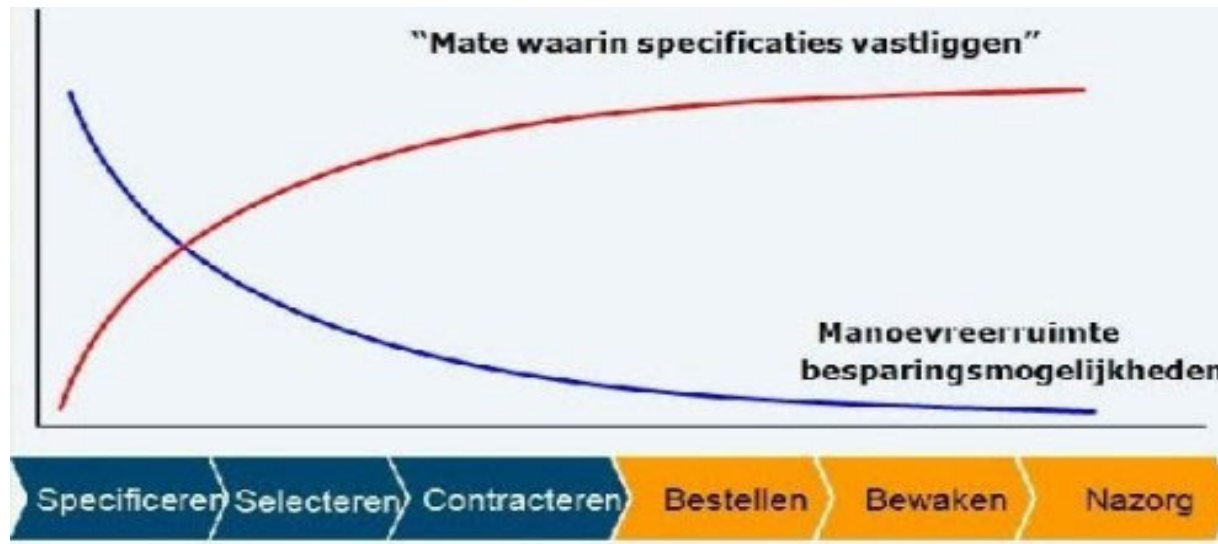 “Mate waarin specificaties vastliggen”
Manoevreerruimte
besparingsmogelijkheden
Specificeren Selecteren Contracteren Bestellen Bewaken Nazorg